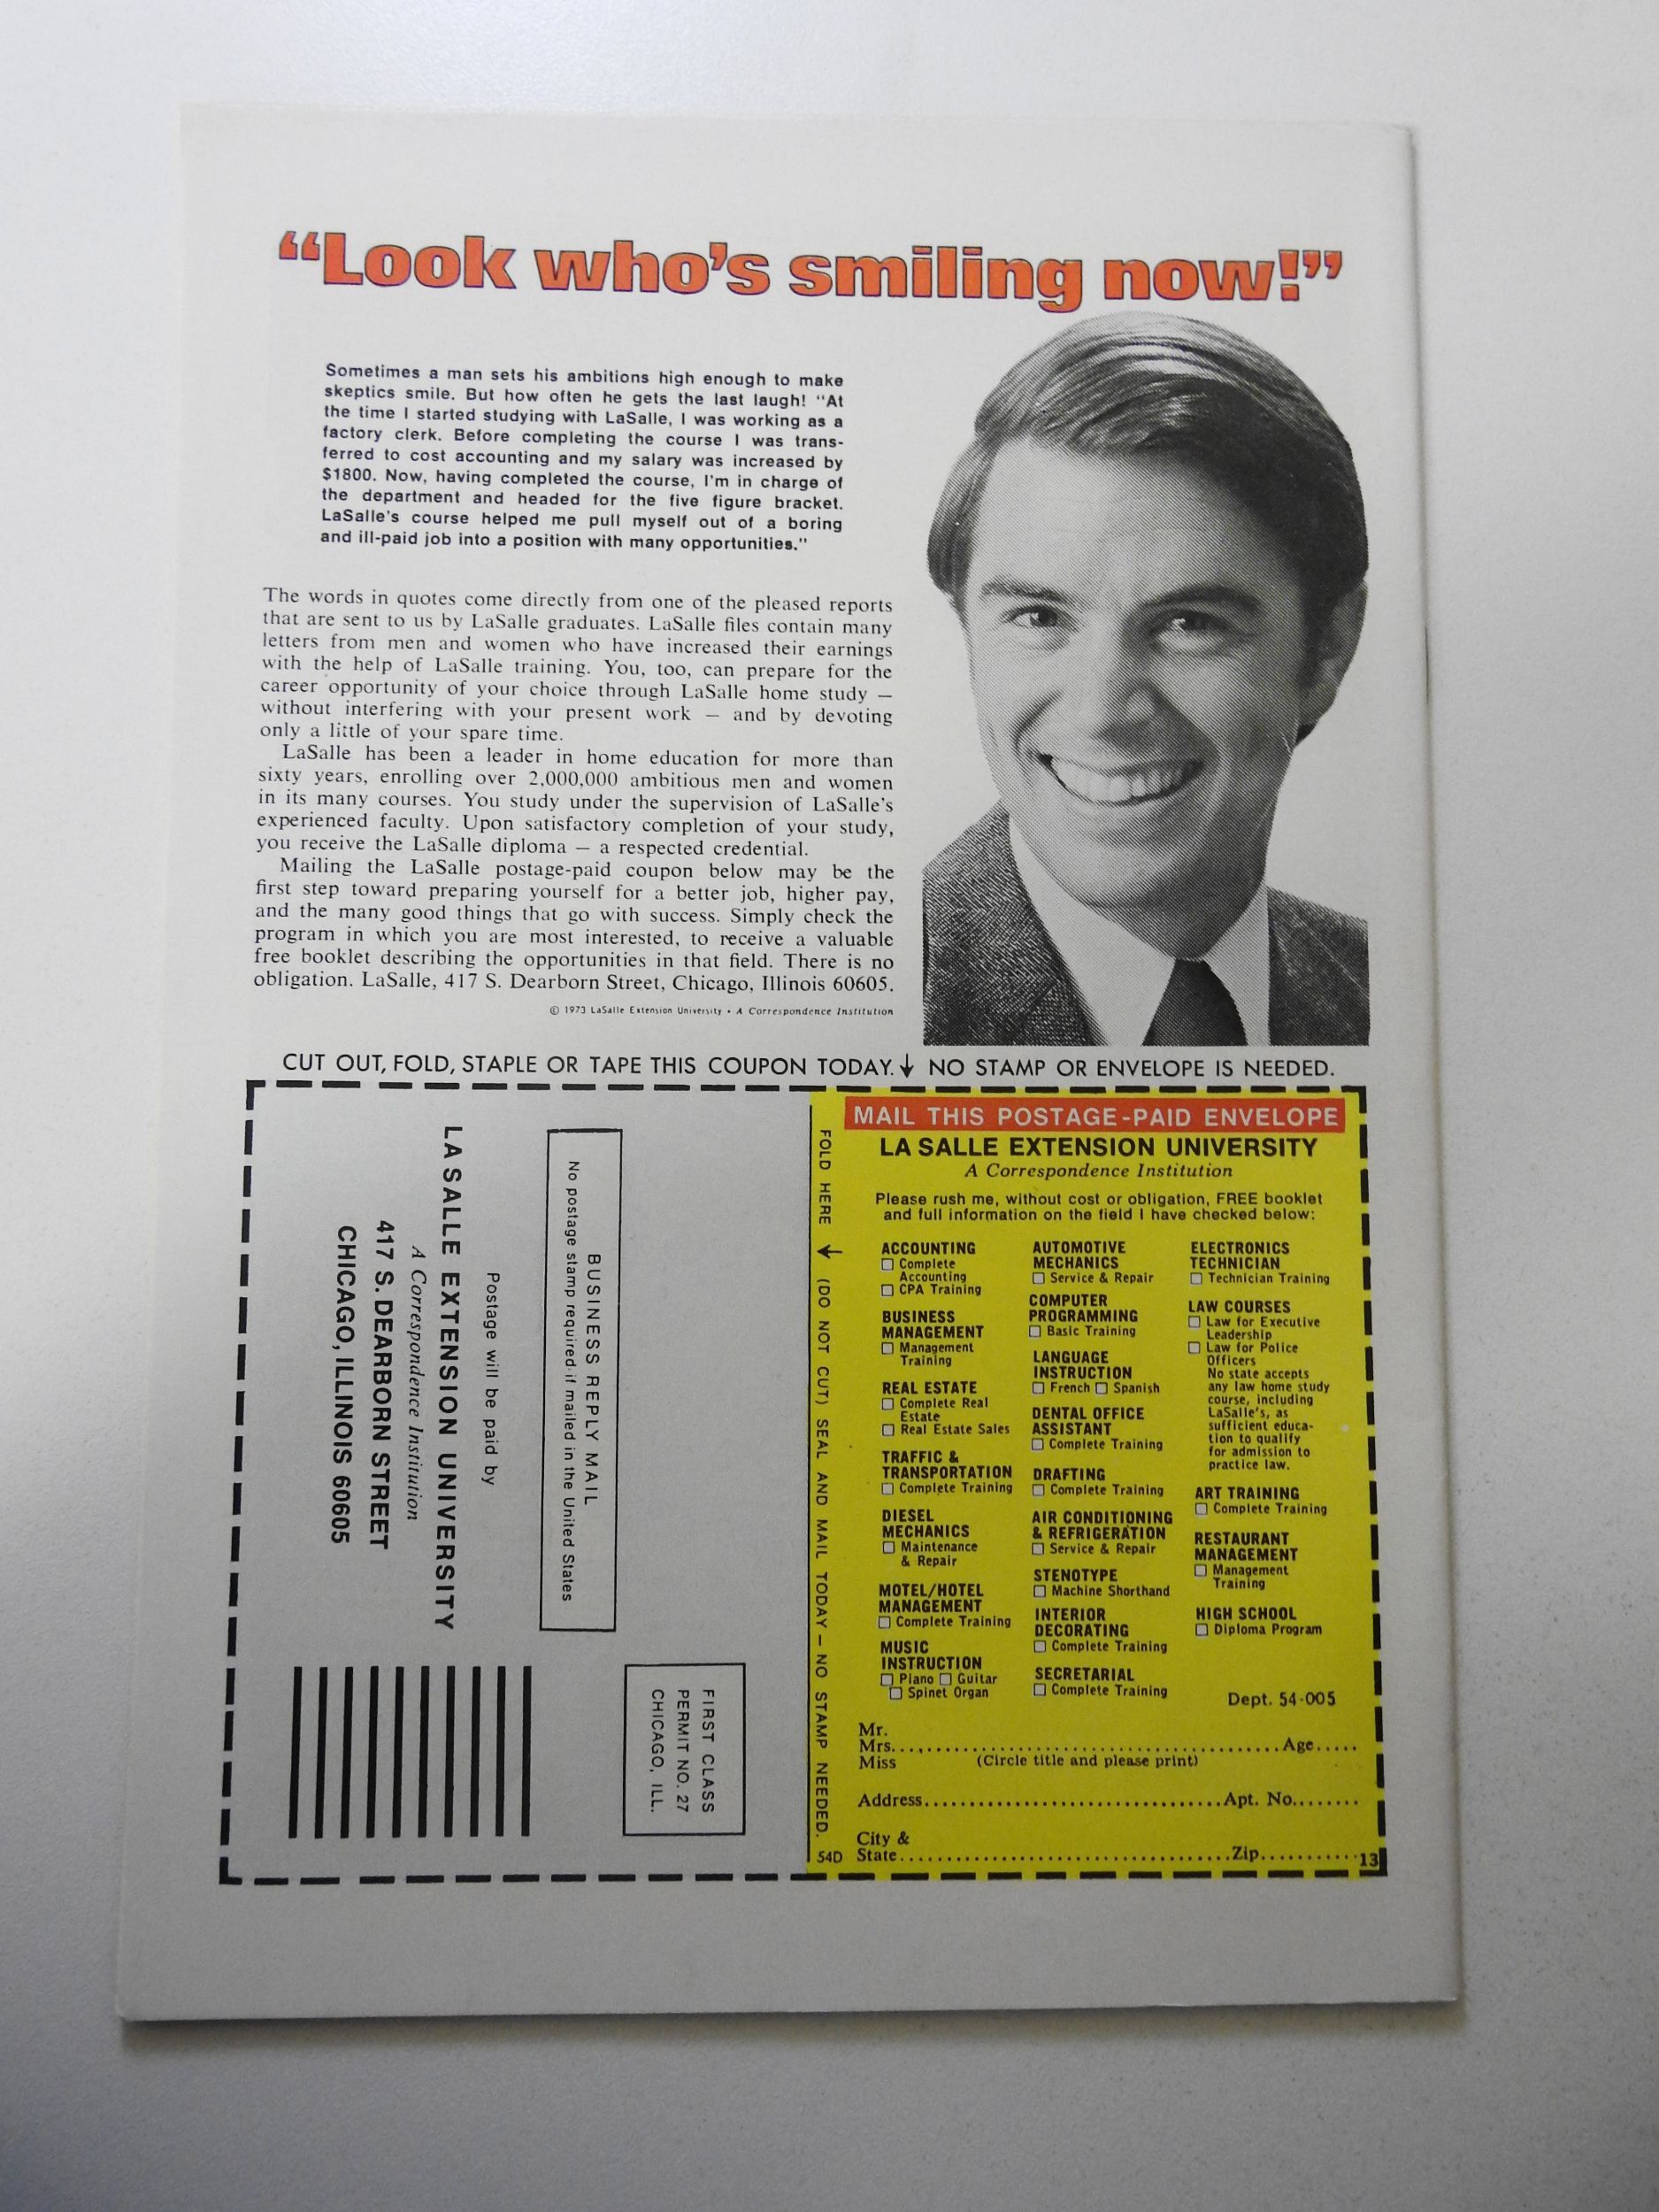 “Look who’s smiling now!”
Sometimes a man sets his ambitions high enough to make
skeptics smile. But how often he gets the last laugh! “At
the time I started studying with LaSalle, I was working as a
factory clerk. Before completing the course I was trans-
ferred to cost accounting and my salary was increased by
$1800. Now, having completed the course, I’m in charge of
the department and headed for the five figure bracket.
LaSalle’s course helped me pull myself out of a boring
and ill-paid job into a position with many opportunities.”
The words in quotes come directly from one of the pleased reports
that are sent to us by LaSalle graduates. LaSalle files contain many
letters from men and women who have increased their earnings
with the help of LaSalle training. You, too, can prepare for the
career opportunity of your choice through LaSalle home study —
without interfering with your present work — and by devoting
only a little of your spare time.
LaSalle has been a leader in home education for more than
sixty years, enrolling over 2,000,000 ambitious men and women
in its many courses. You study under the supervision of LaSalle’s
experienced faculty. Upon satisfactory completion of your study,
you receive the LaSalle diploma — a respected credential.
Mailing the LaSalle postage-paid coupon below may be the
first step toward preparing yourself for a better job, higher pay,
and the many good things that go with success. Simply check the
program in which you are most interested, to receive a valuable
free booklet describing the opportunities in that field. There is no
obligation. LaSalle, 417 S. Dearborn Street, Chicago, Illinois 60605.
© 1973 LaSalle Extension University • A Correspondence Institution
CUT OUT, FOLD, STAPLE OR TAPE THIS COUPON TODAY. ↓ NO STAMP OR ENVELOPE IS NEEDED.
FIRST CLASS
PERMIT NO. 27
CHICAGO, ILL.
BUSINESS REPLY MAIL
No postage stamp required if mailed in the United States
Postage will be paid by
LA SALLE EXTENSION UNIVERSITY
A Correspondence Institution
417 S. DEARBORN STREET
CHICAGO, ILLINOIS 60605
FOLD HERE ↓ (DO NOT CUT) SEAL AND MAIL TODAY — NO STAMP NEEDED.
54D
MAIL THIS POSTAGE-PAID ENVELOPE
LA SALLE EXTENSION UNIVERSITY
A Correspondence Institution
Please rush me, without cost or obligation, FREE booklet
and full information on the field I have checked below:
ACCOUNTING
☐ Complete
Accounting
☐ CPA Training
BUSINESS
MANAGEMENT
☐ Management
Training
REAL ESTATE
☐ Complete Real
Estate
☐ Real Estate Sales
TRAFFIC &
TRANSPORTATION
☐ Complete Training
DIESEL
MECHANICS
☐ Maintenance
& Repair
MOTEL/HOTEL
MANAGEMENT
☐ Complete Training
MUSIC
INSTRUCTION
☐ Piano ☐ Guitar
☐ Spinet Organ
AUTOMOTIVE
MECHANICS
☐ Service & Repair
COMPUTER
PROGRAMMING
☐ Basic Training
LANGUAGE
INSTRUCTION
☐ French ☐ Spanish
DENTAL OFFICE
ASSISTANT
☐ Complete Training
DRAFTING
☐ Complete Training
AIR CONDITIONING
& REFRIGERATION
☐ Service & Repair
STENOTYPE
☐ Machine Shorthand
INTERIOR
DECORATING
☐ Complete Training
SECRETARIAL
☐ Complete Training
ELECTRONICS
TECHNICIAN
☐ Technician Training
LAW COURSES
☐ Law for Executive
Leadership
☐ Law for Police
Officers
No state accepts
any law home study
course, including
LaSalle’s, as
sufficient educa-
tion to qualify
for admission to
practice law.
ART TRAINING
☐ Complete Training
RESTAURANT
MANAGEMENT
☐ Management
Training
HIGH SCHOOL
☐ Diploma Program
Dept. 54-005
Mr.
Mrs. Age
Miss (Circle title and please print)
Address Apt. No.
City &
State Zip 13